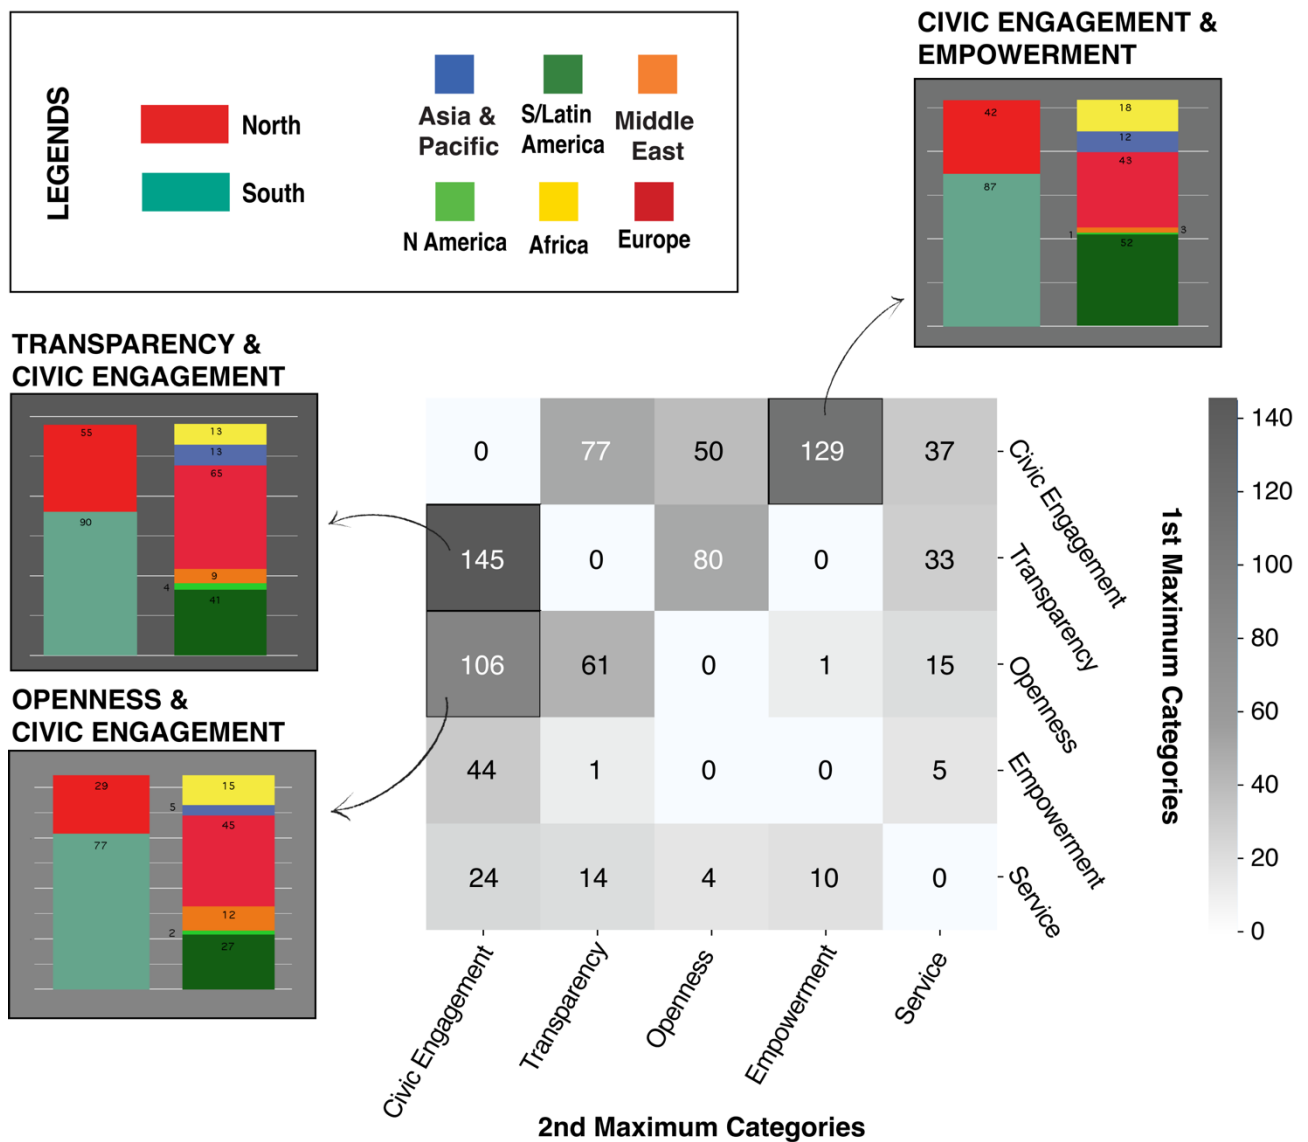 LEGENDS
North
South
Asia &
Pacific
S/Latin
America
Middle
East
N America
Africa
Europe
CIVIC ENGAGEMENT &
EMPOWERMENT
42
87
18
12
43
1
3
52
TRANSPARENCY &
CIVIC ENGAGEMENT
55
90
13
13
65
9
4
41
OPENNESS &
CIVIC ENGAGEMENT
29
77
15
5
45
12
2
27
0 77 50 129 37
145 0 80 0 33
106 61 0 1 15
44 1 0 0 5
24 14 4 10 0
Civic Engagement
Transparency
Openness
Empowerment
Service
1st Maximum Categories
140
120
100
80
60
40
20
0
Civic Engagement
Transparency
Openness
Empowerment
Service
2nd Maximum Categories